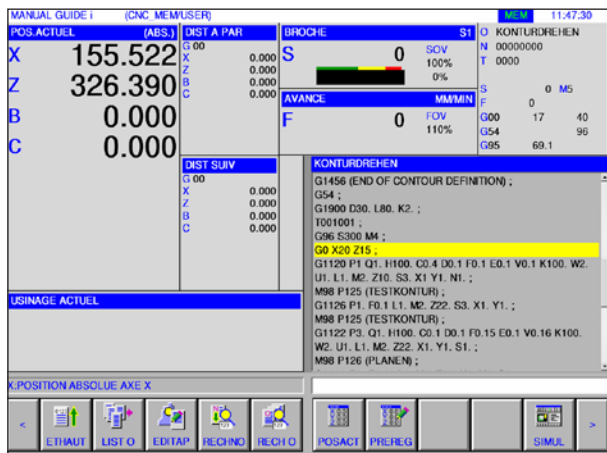 MANUAL GUIDE i (CNC_MEM/USER) MEM 11:47:30
POS.ACTUEL (ABS.)
X 155.522
Z 326.390
B 0.000
C 0.000
DIST A PAR
G 00
X 0.000
Z 0.000
B 0.000
C 0.000
BROCHE S1
S 0 SOV
100%
0%
AVANCE MM/MIN
F 0 FOV
110%
O KONTURDREHEN
N 00000000
T 0000
S 0 M5
F 0
G00 17 40
G54 96
G95 69.1
DIST SUIV
G 00
X 0.000
Z 0.000
B 0.000
C 0.000
KONTURDREHEN
G1456 (END OF CONTOUR DEFINITION) ;
G54 ;
G1900 D30. L80. K2. ;
T001001 ;
G96 S300 M4 ;
G0 X20 Z15 ;
G1120 P1 Q1. H100. C0.4 D0.1 F0.1 E0.1 V0.1 K100. W2.
U1. L1. M2. Z10. S3. X1 Y1. N1. ;
M98 P125 (TESTKONTUR) ;
G1126 P1. F0.1 L1. M2. Z22. S3. X1. Y1. ;
M98 P125 (TESTKONTUR) ;
G1122 P3. Q1. H100. C0.1 D0.1 F0.15 E0.1 V0.16 K100.
W2. U1. L1. M2. Z22. X1. Y1. S1. ;
M98 P126 (PLANEN) ;
USINAGE ACTUEL
X:POSITION ABSOLUE AXE X
< ETHAUT LIST O EDITAP RECHNO RECH O POSACT PREREG SIMUL >